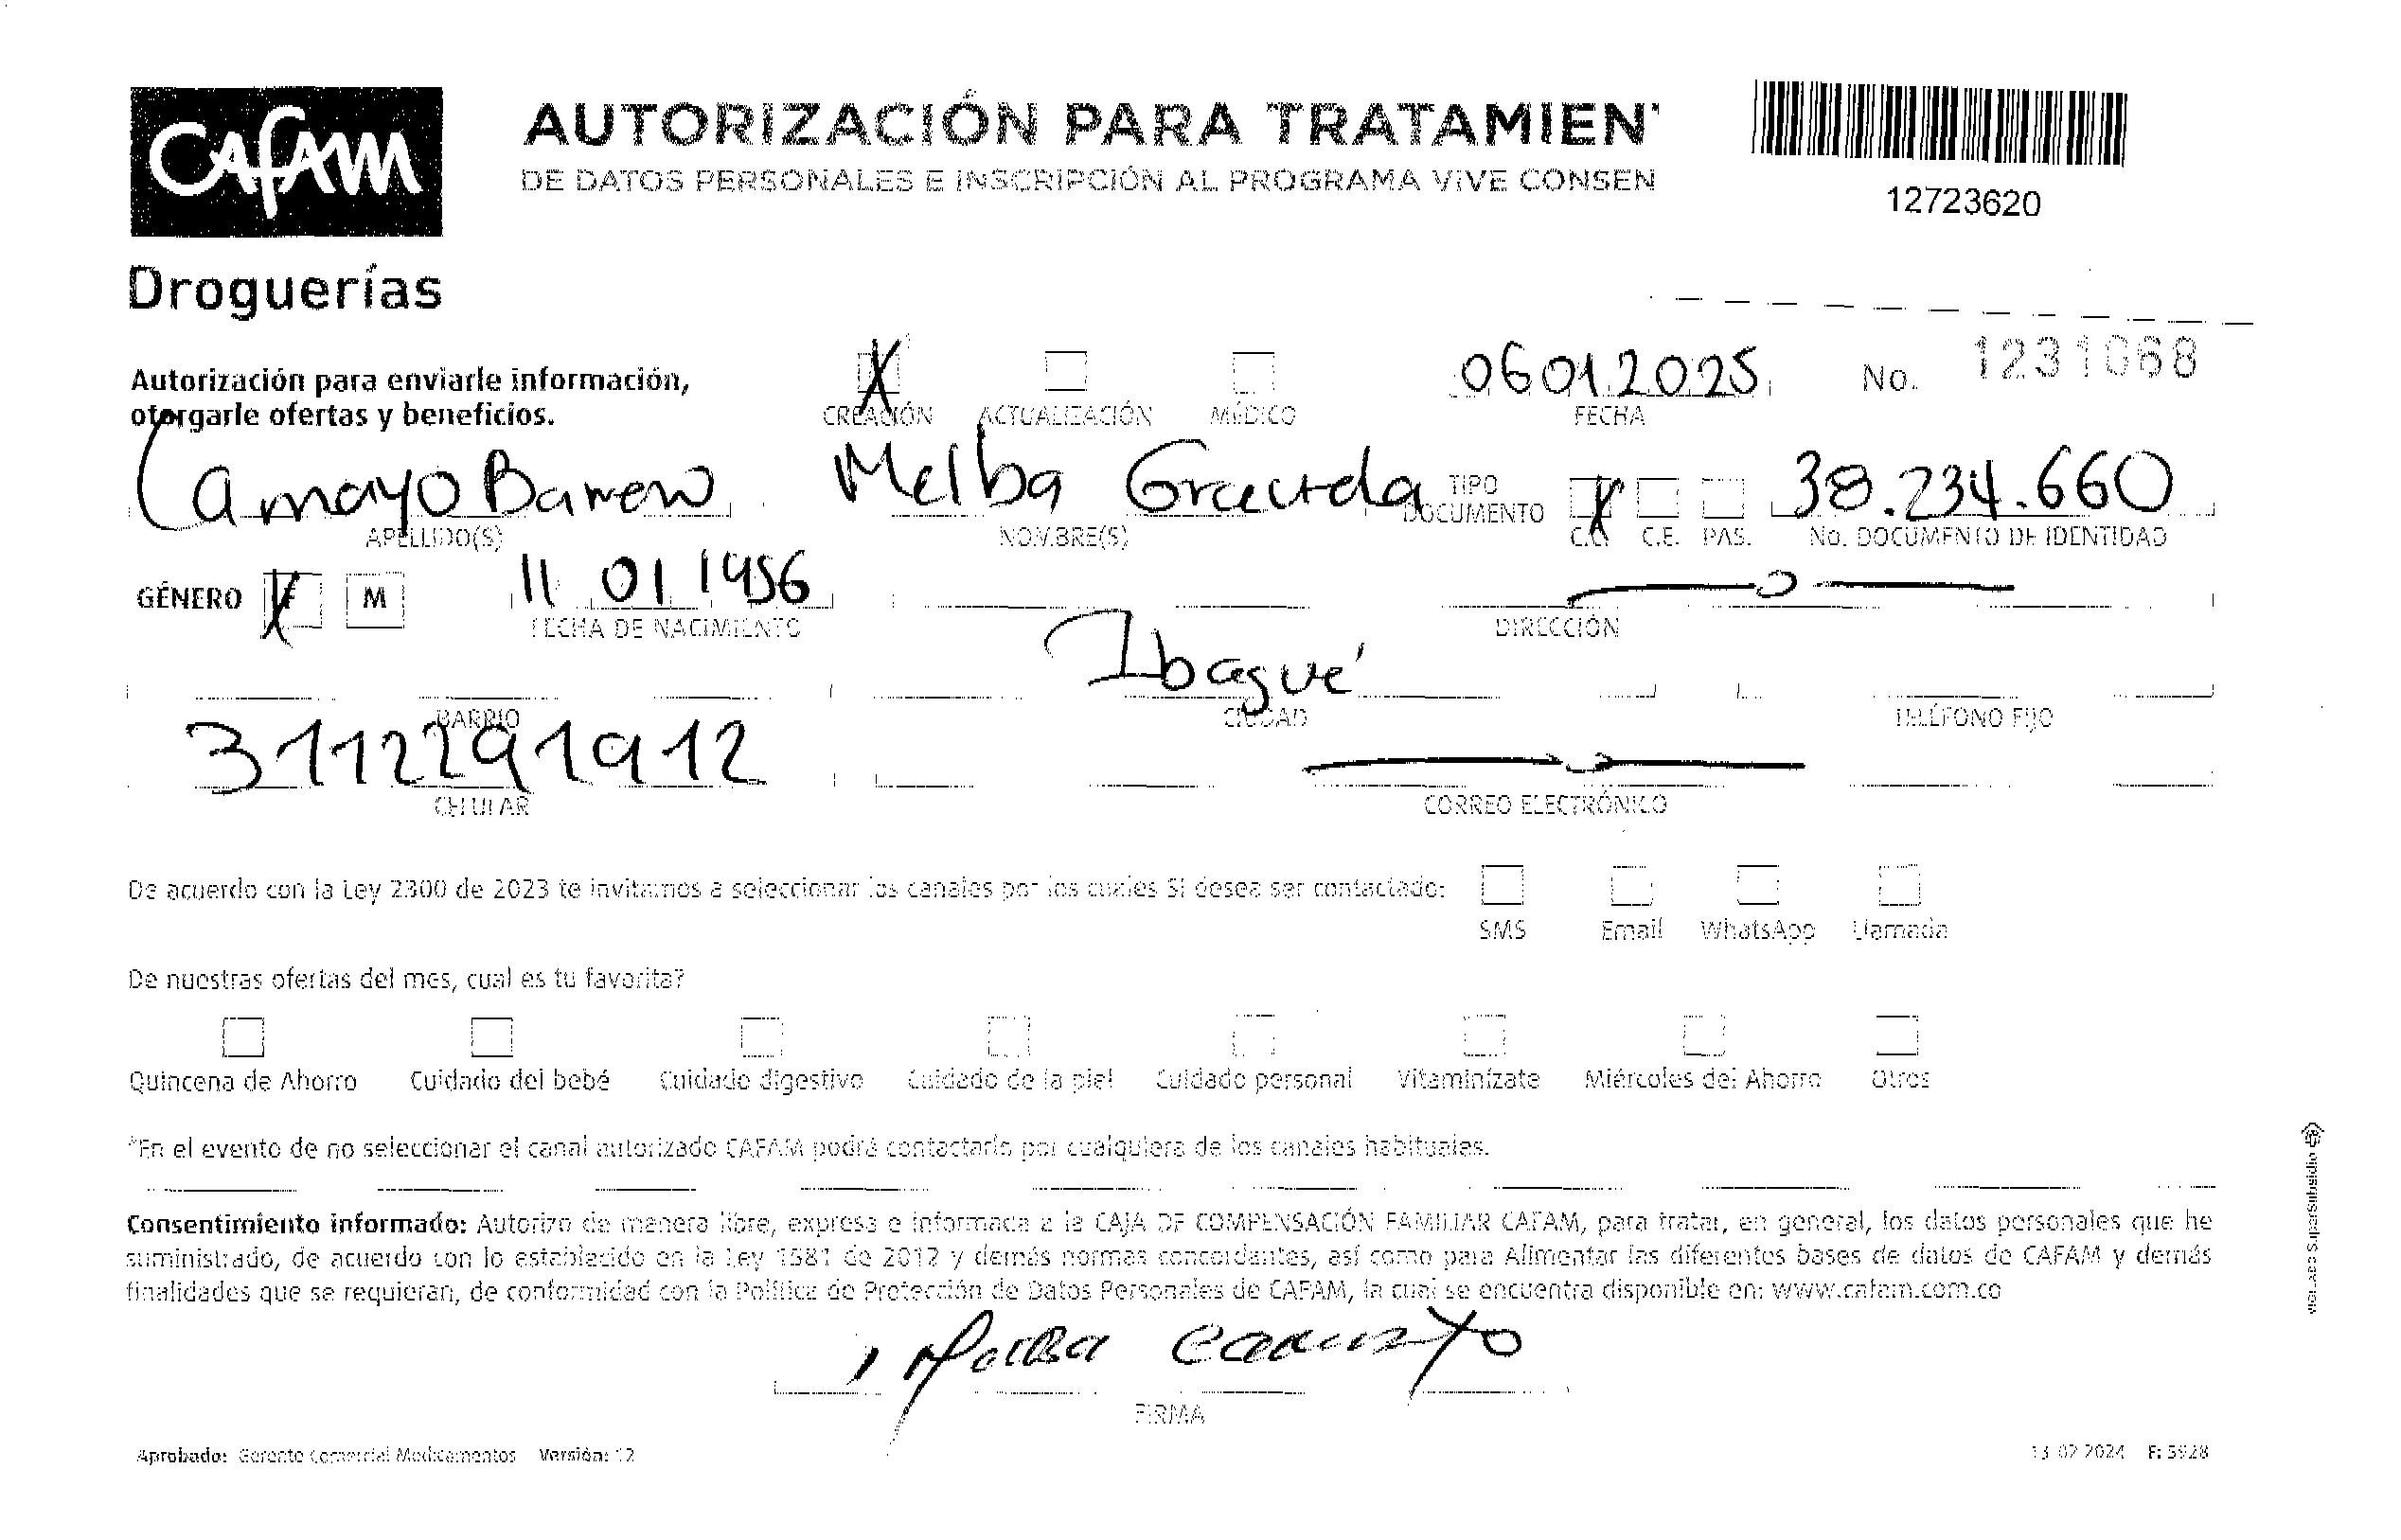 CAFAM
Droguerías
AUTORIZACIÓN PARA TRATAMIEN
DE DATOS PERSONALES E INSCRIPCIÓN AL PROGRAMA VIVE CONSEN
12723620
Autorización para enviarle información,
otorgarle ofertas y beneficios.
CREACIÓN ACTUALIZACIÓN MÉDICO
06012025
FECHA
No. 1231068
Camayo Barrero Melba Graciela TIPO DOCUMENTO 38.234.660
APELLIDO(S) NOMBRE(S) C.C. C.E. PAS. No. DOCUMENTO DE IDENTIDAD
GÉNERO F M 11 01 1956
FECHA DE NACIMIENTO DIRECCIÓN
Ibagué
BARRIO CIUDAD TELÉFONO FIJO
3112291912
CELULAR CORREO ELECTRÓNICO
De acuerdo con la Ley 2300 de 2023 te invitamos a seleccionar los canales por los cuales SI desea ser contactado:
SMS Email WhatsApp Llamada
De nuestras ofertas del mes, cual es tu favorita?
Quincena de Ahorro Cuidado del bebé Cuidado digestivo Cuidado de la piel Cuidado personal Vitaminízate Miércoles del Ahorro Otros
*En el evento de no seleccionar el canal autorizado CAFAM podrá contactarlo por cualquiera de los canales habituales.
Consentimiento informado: Autorizo de manera libre, expresa e informada a la CAJA DE COMPENSACIÓN FAMILIAR CAFAM, para tratar, en general, los datos personales que he
suministrado, de acuerdo con lo establecido en la Ley 1581 de 2012 y demás normas concordantes, así como para Alimentar las diferentes bases de datos de CAFAM y demás
finalidades que se requieran, de conformidad con la Política de Protección de Datos Personales de CAFAM, la cual se encuentra disponible en: www.cafam.com.co
Melba Camayo
FIRMA
Aprobado: Gerente Comercial Medicamentos Versión: 12
13 02 2024 F: 5928
VIGILADO SuperSubsidio